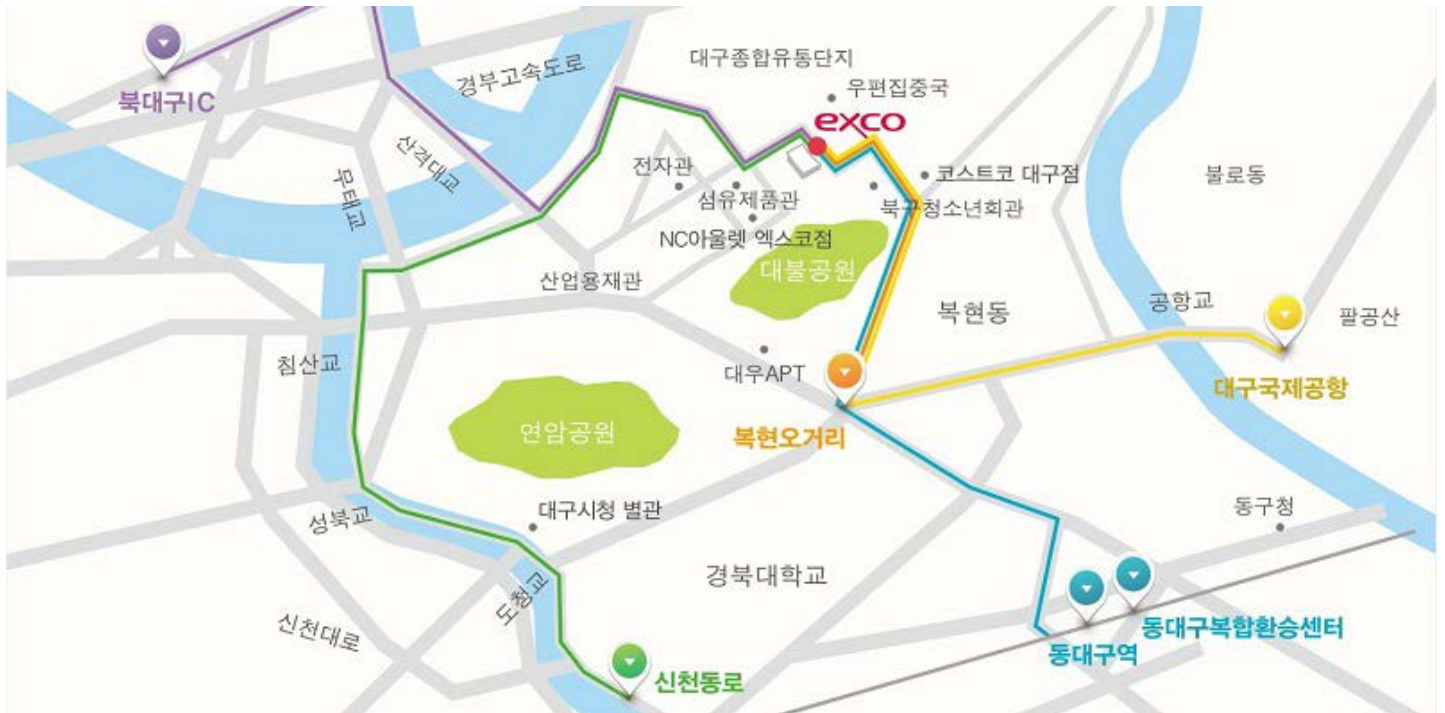 대구종합유통단지
경부고속도로
우편집중국
북대구IC
exco
산격대교
전자관
코스트코 대구점
불로동
무태교
섬유제품관
북구청소년회관
NC아울렛 엑스코점
대불공원
산업용재관
복현동
공항교
팔공산
침산교
대우APT
대구국제공항
연암공원
복현오거리
성북교
대구시청 별관
동구청
경북대학교
도청교
신천대로
동대구복합환승센터
동대구역
신천동로